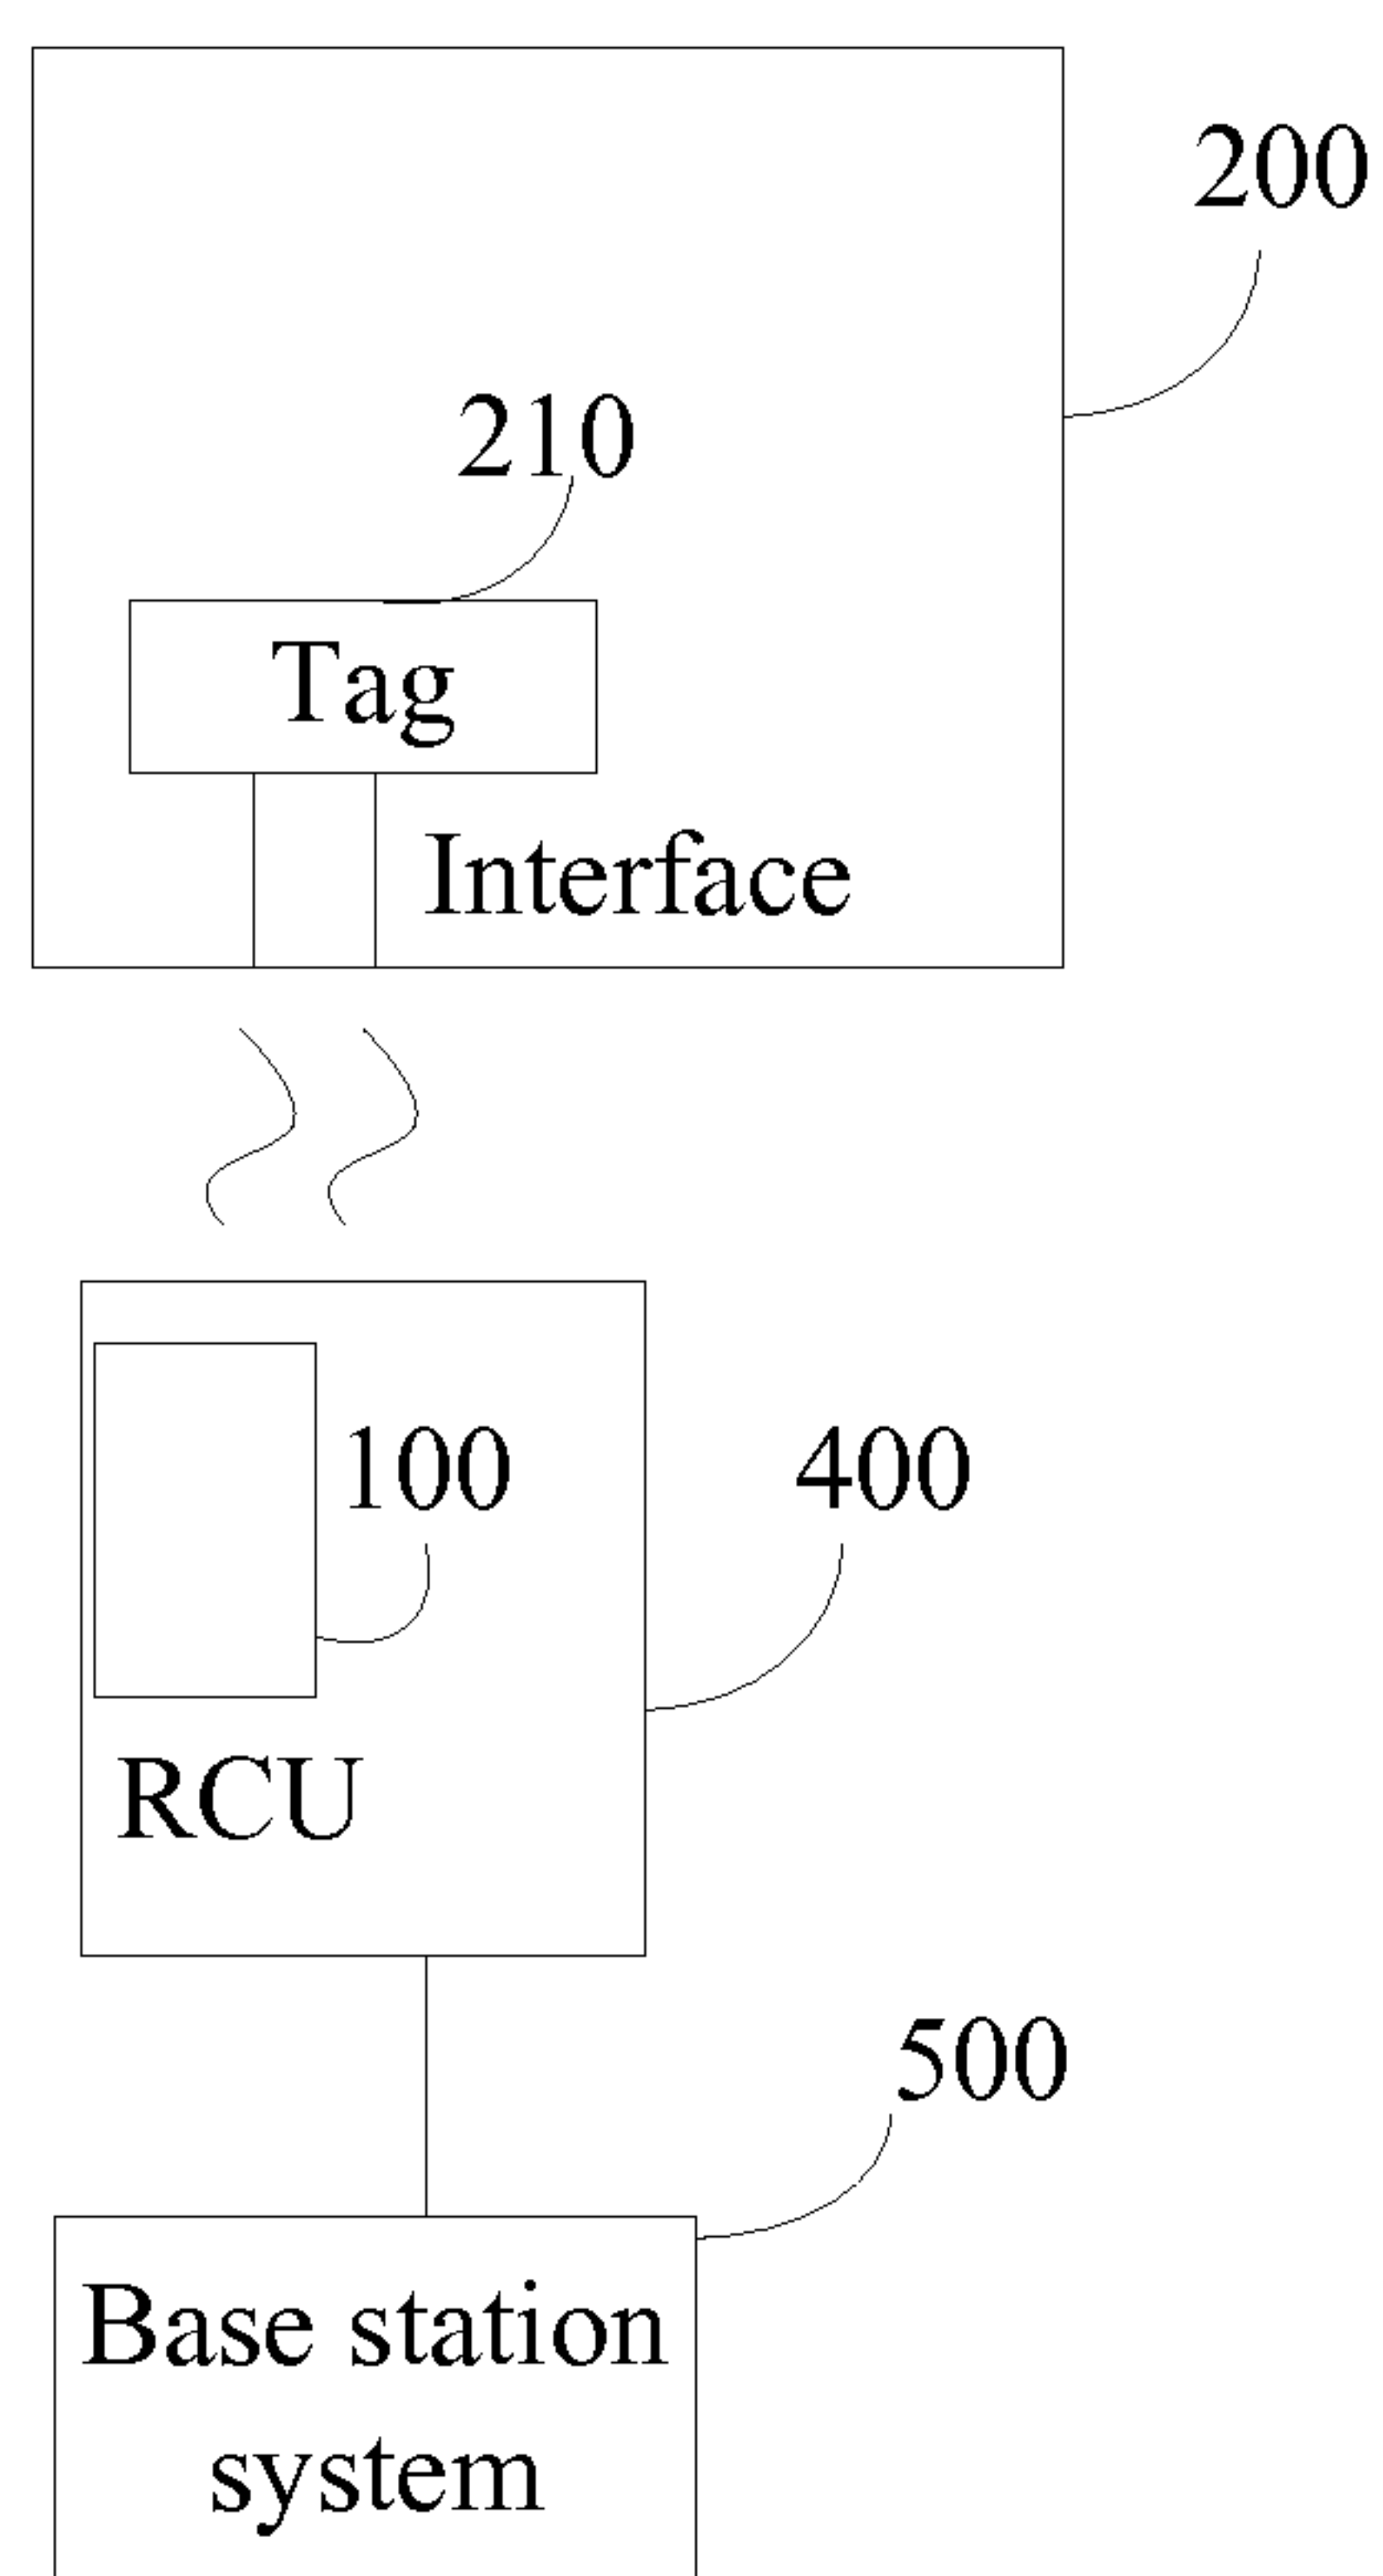 200
210
Tag
Interface
100
400
RCU
500
Base station
system